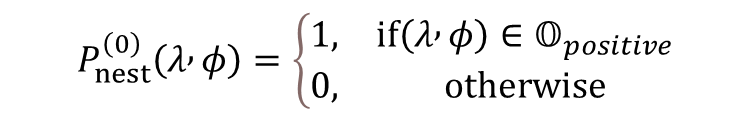 P_nest^(0)(λ, ϕ) = { 1, if(λ, ϕ) ∈ 𝕆_positive
0, otherwise